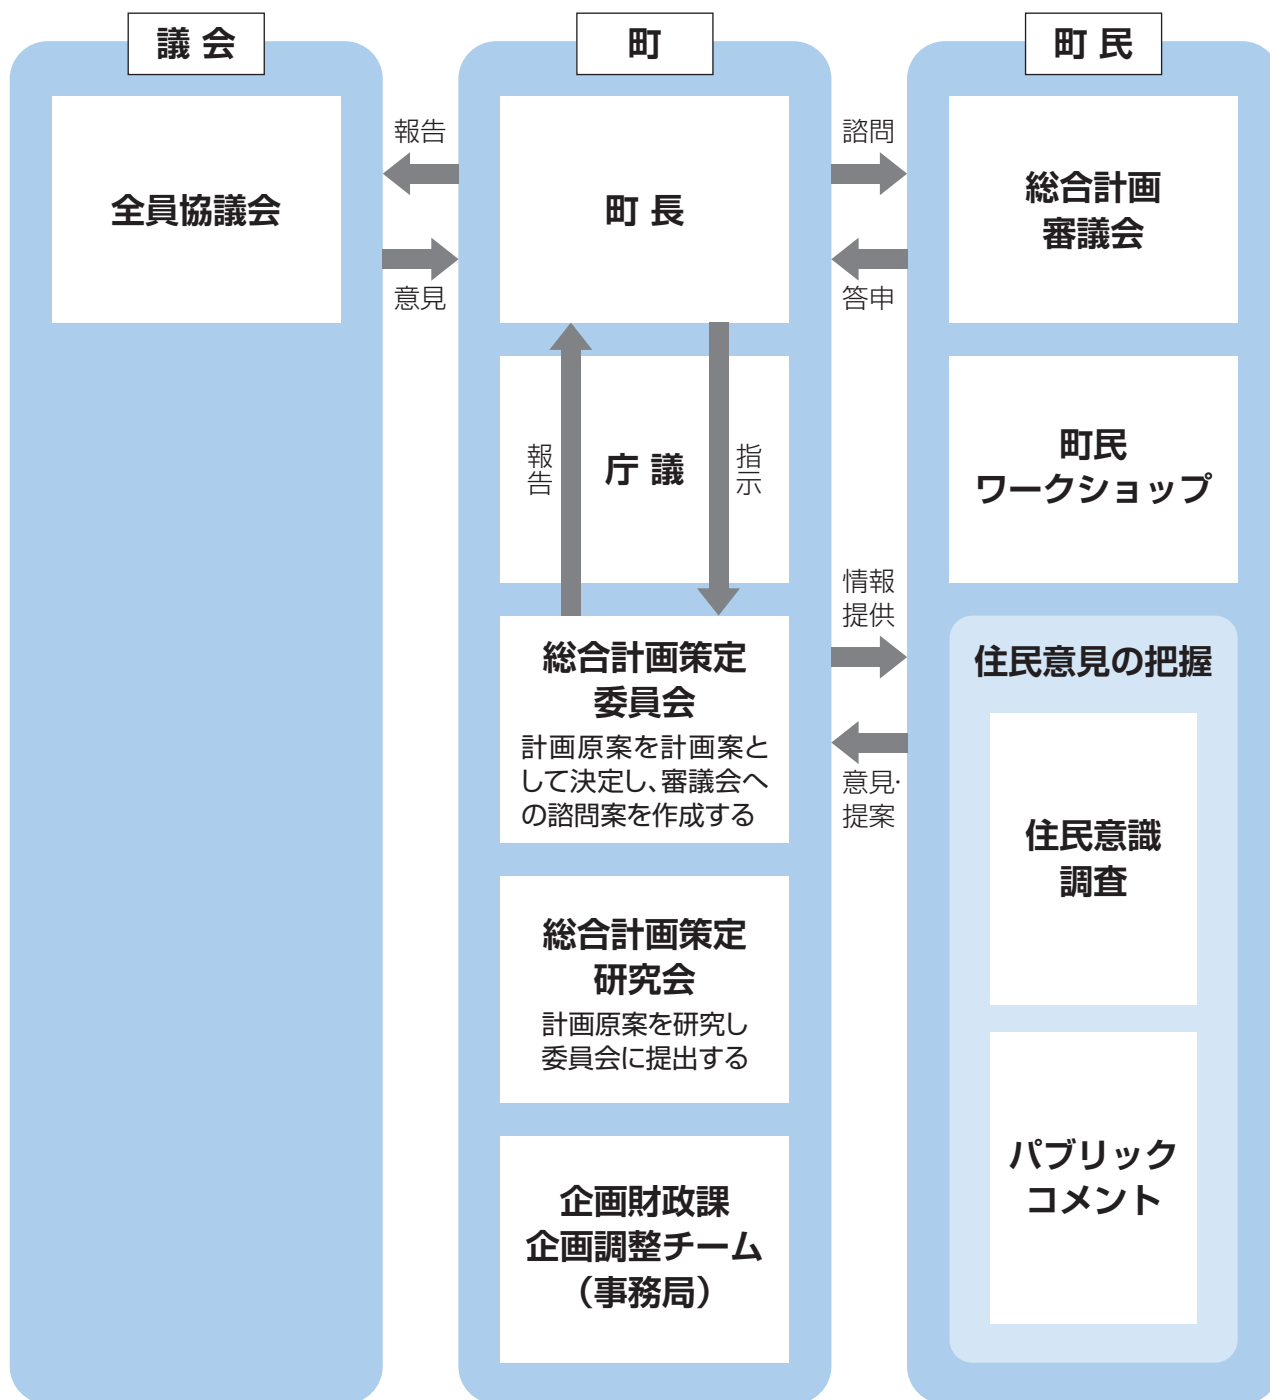 議会
全員協議会
報告
意見
町
町長
報告
庁議
指示
総合計画策定
委員会
計画原案を計画案と
して決定し、審議会へ
の諮問案を作成する
総合計画策定
研究会
計画原案を研究し
委員会に提出する
企画財政課
企画調整チーム
（事務局）
諮問
答申
情報
提供
意見・
提案
町民
総合計画
審議会
町民
ワークショップ
住民意見の把握
住民意識
調査
パブリック
コメント